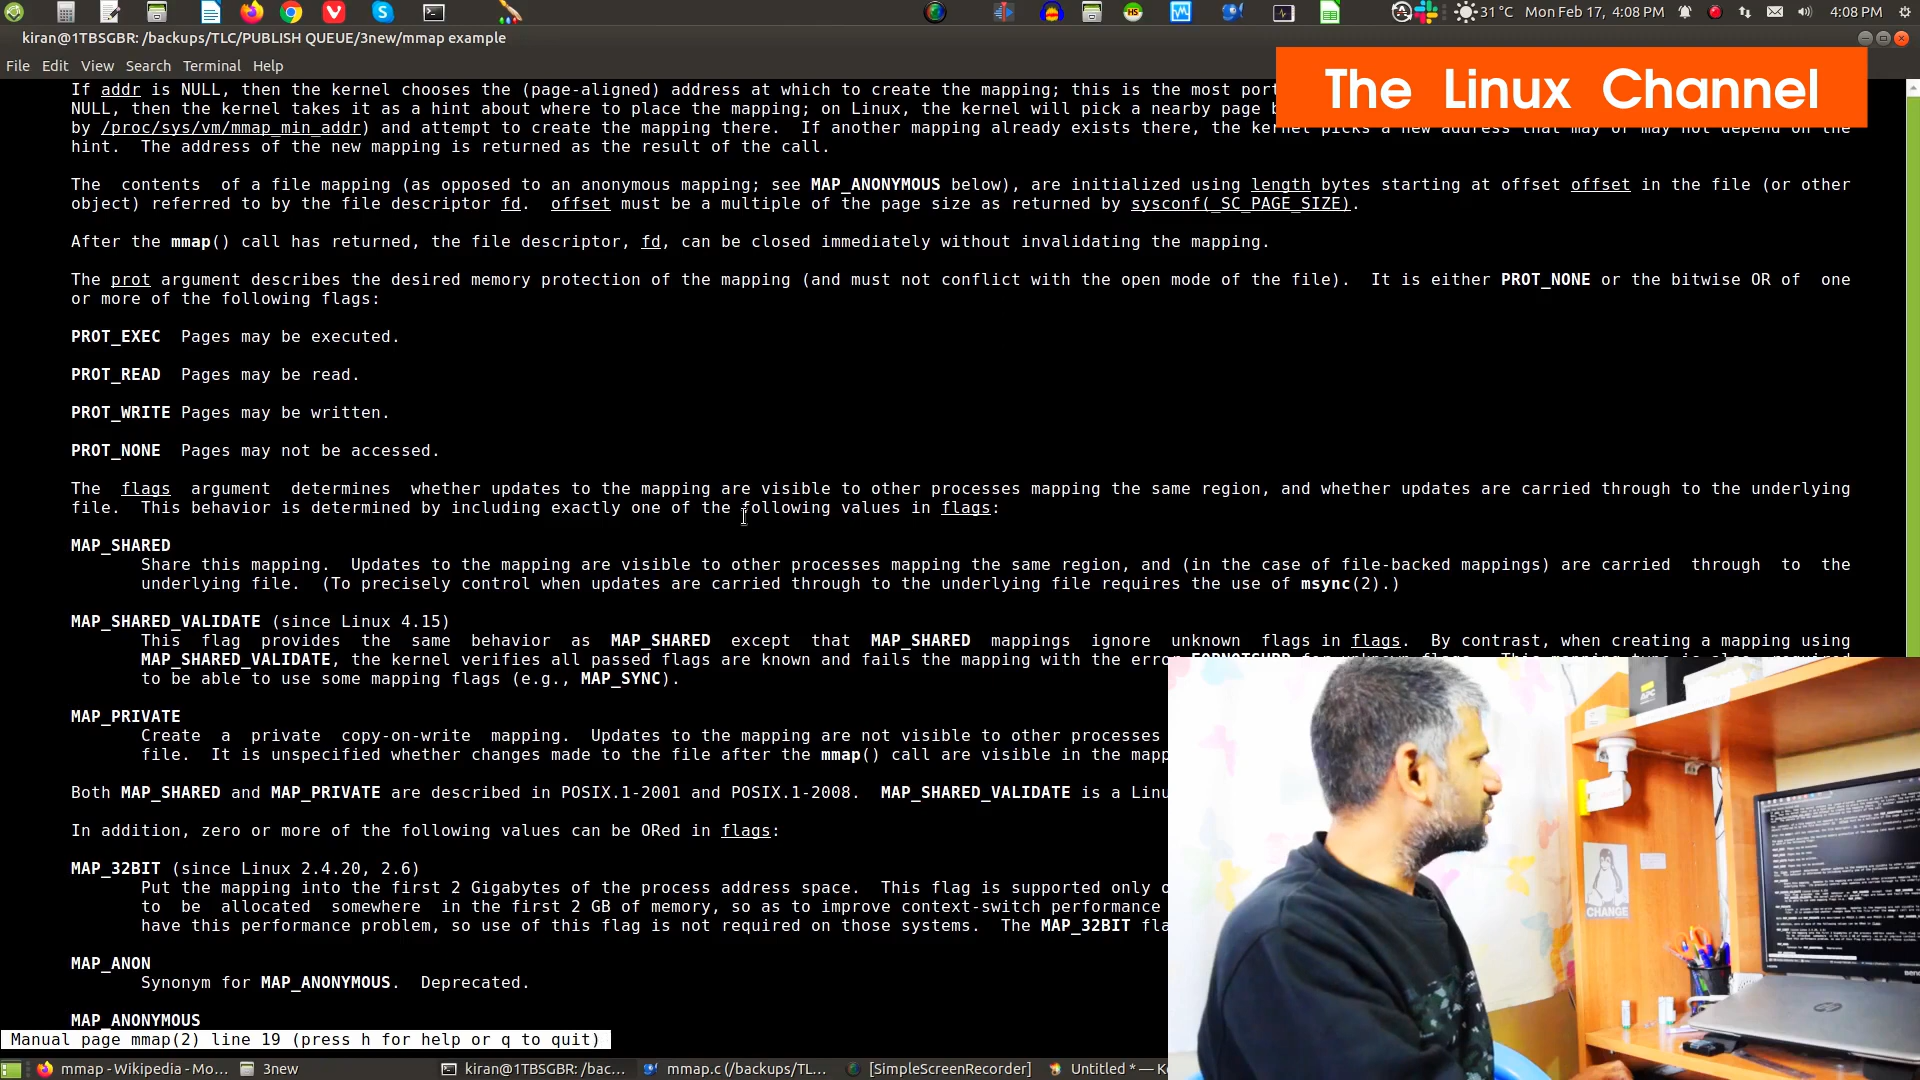 31 °C Mon Feb 17, 4:08 PM 4:08 PM
kiran@1TBSGBR: /backups/TLC/PUBLISH QUEUE/3new/mmap example
File Edit View Search Terminal Help
The Linux Channel
If addr is NULL, then the kernel chooses the (page-aligned) address at which to create the mapping; this is the most port
NULL, then the kernel takes it as a hint about where to place the mapping; on Linux, the kernel will pick a nearby page b
by /proc/sys/vm/mmap_min_addr) and attempt to create the mapping there. If another mapping already exists there, the kernel picks a new address that may or may not depend on the
hint. The address of the new mapping is returned as the result of the call.
The contents of a file mapping (as opposed to an anonymous mapping; see MAP_ANONYMOUS below), are initialized using length bytes starting at offset offset in the file (or other
object) referred to by the file descriptor fd. offset must be a multiple of the page size as returned by sysconf(_SC_PAGE_SIZE).
After the mmap() call has returned, the file descriptor, fd, can be closed immediately without invalidating the mapping.
The prot argument describes the desired memory protection of the mapping (and must not conflict with the open mode of the file). It is either PROT_NONE or the bitwise OR of one
or more of the following flags:
PROT_EXEC Pages may be executed.
PROT_READ Pages may be read.
PROT_WRITE Pages may be written.
PROT_NONE Pages may not be accessed.
The flags argument determines whether updates to the mapping are visible to other processes mapping the same region, and whether updates are carried through to the underlying
file. This behavior is determined by including exactly one of the following values in flags:
MAP_SHARED
Share this mapping. Updates to the mapping are visible to other processes mapping the same region, and (in the case of file-backed mappings) are carried through to the
underlying file. (To precisely control when updates are carried through to the underlying file requires the use of msync(2).)
MAP_SHARED_VALIDATE (since Linux 4.15)
This flag provides the same behavior as MAP_SHARED except that MAP_SHARED mappings ignore unknown flags in flags. By contrast, when creating a mapping using
MAP_SHARED_VALIDATE, the kernel verifies all passed flags are known and fails the mapping with the error
to be able to use some mapping flags (e.g., MAP_SYNC).
MAP_PRIVATE
Create a private copy-on-write mapping. Updates to the mapping are not visible to other processes
file. It is unspecified whether changes made to the file after the mmap() call are visible in the mapp
Both MAP_SHARED and MAP_PRIVATE are described in POSIX.1-2001 and POSIX.1-2008. MAP_SHARED_VALIDATE is a Linu
In addition, zero or more of the following values can be ORed in flags:
MAP_32BIT (since Linux 2.4.20, 2.6)
Put the mapping into the first 2 Gigabytes of the process address space. This flag is supported only o
to be allocated somewhere in the first 2 GB of memory, so as to improve context-switch performance
have this performance problem, so use of this flag is not required on those systems. The MAP_32BIT fla
MAP_ANON
Synonym for MAP_ANONYMOUS. Deprecated.
MAP_ANONYMOUS
Manual page mmap(2) line 19 (press h for help or q to quit)
APC
CHANGE
hp
mmap - Wikipedia - Mo... 3new kiran@1TBSGBR: /bac... mmap.c (/backups/TL... [SimpleScreenRecorder] Untitled * — K